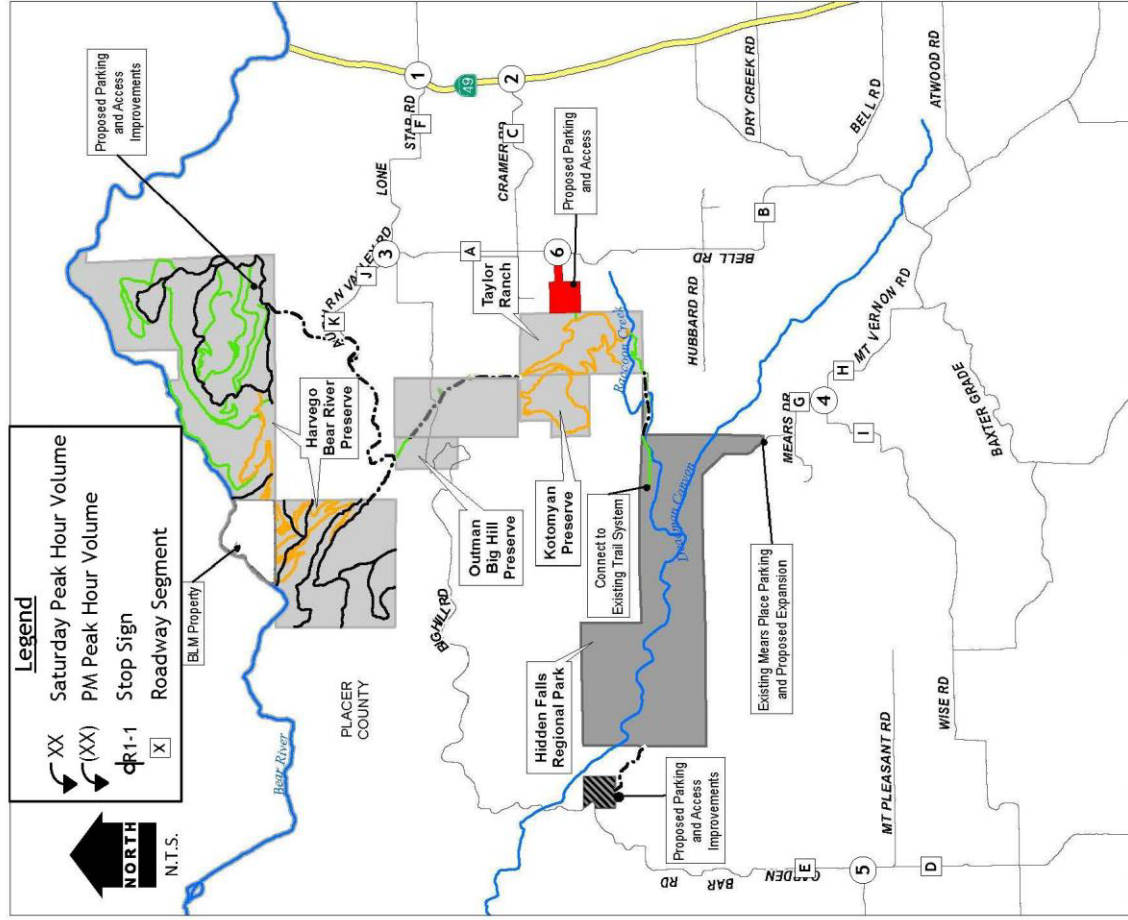 Legend
XX Saturday Peak Hour Volume
(XX) PM Peak Hour Volume
R1-1 Stop Sign
X Roadway Segment
NORTH
N.T.S.
BLM Property
Bear River
PLACER
COUNTY
Proposed Parking
and Access
Improvements
Harvego
Bear River
Preserve
1
49
2
STAR RD
F
LONE
CRAMER RD
C
3
J
K
A
6
Proposed Parking
and Access
Taylor
Ranch
BELL RD
B
HUBBARD RD
DRY CREEK RD
BELL RD
ATWOOD RD
Raccoon Creek
Outman
Big Hill
Preserve
Kotomyan
Preserve
BIG HILL RD
Connect to
Existing Trail System
Hidden Falls
Regional Park
MEARS DR
G
4
H
I
MT VERNON RD
BAXTER GRADE
Existing Mears Place Parking
and Proposed Expansion
Proposed Parking
and Access
Improvements
MT PLEASANT RD
WISE RD
GARDEN
BAR
RD
E
5
D